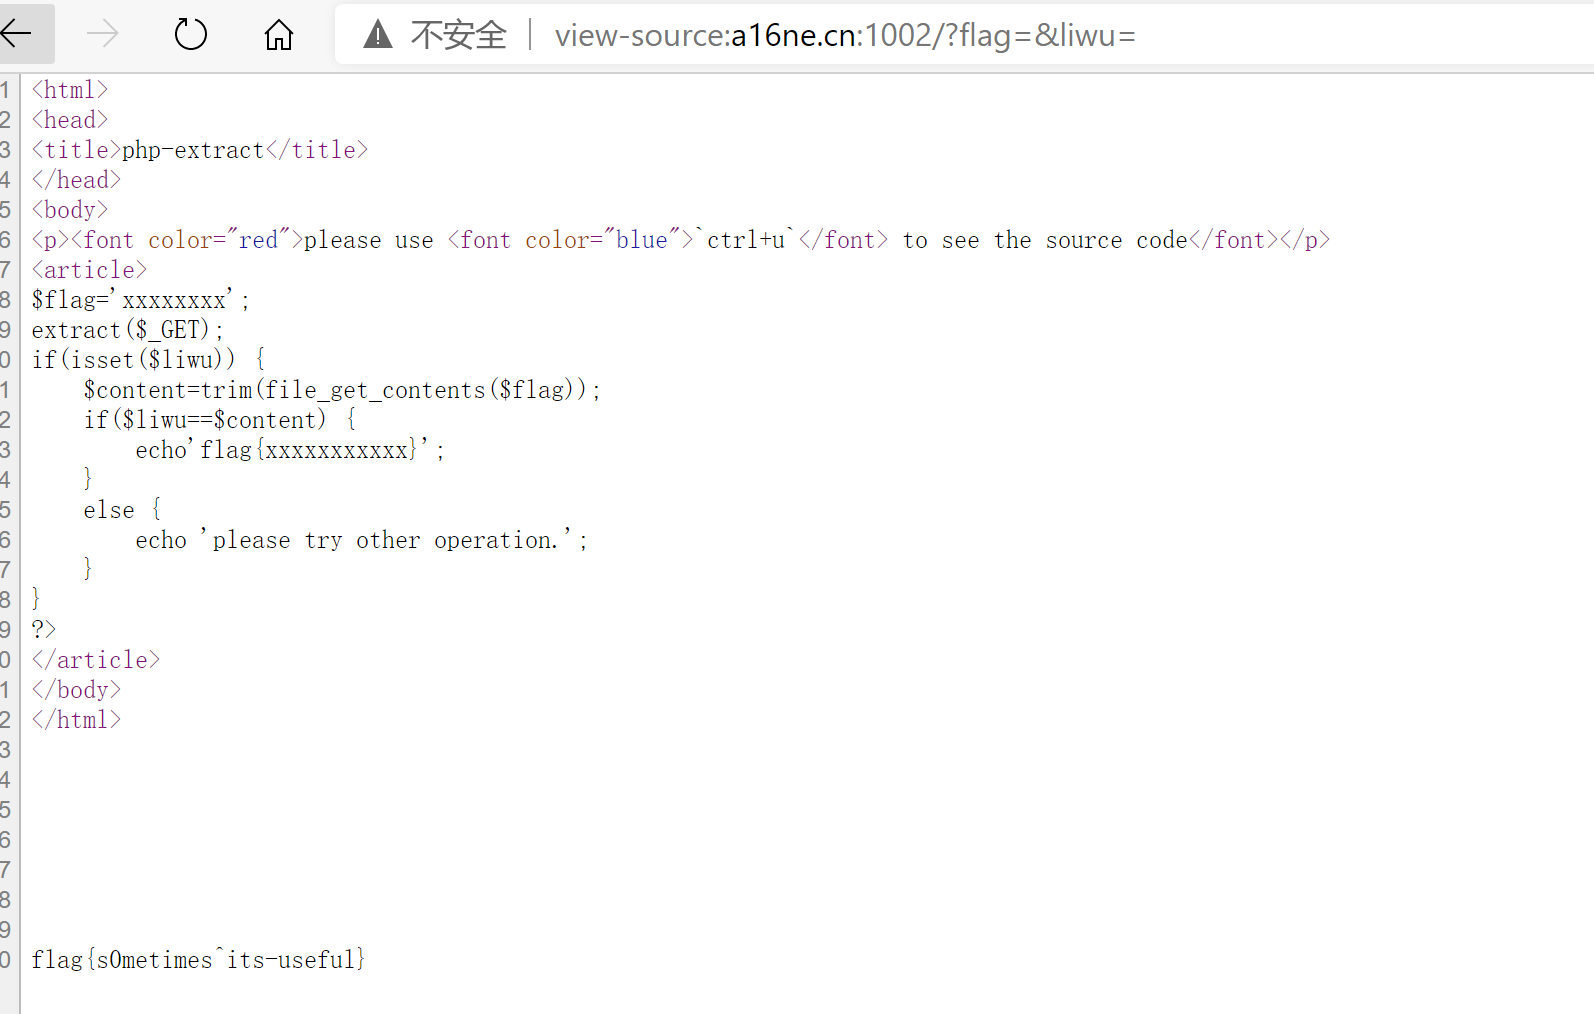 不安全 | view-source:a16ne.cn:1002/?flag=&liwu=
1 <html>
2 <head>
3 <title>php-extract</title>
4 </head>
5 <body>
6 <p><font color="red">please use <font color="blue">`ctrl+u`</font> to see the source code</font></p>
7 <article>
8 $flag='xxxxxxxx';
9 extract($_GET);
0 if(isset($liwu)) {
1     $content=trim(file_get_contents($flag));
2     if($liwu==$content) {
3         echo'flag{xxxxxxxxxxx}';
4     }
5     else {
6         echo 'please try other operation.';
7     }
8 }
9 ?>
0 </article>
1 </body>
2 </html>
3
4
5
6
7
8
9
0 flag{s0metimes^its-useful}